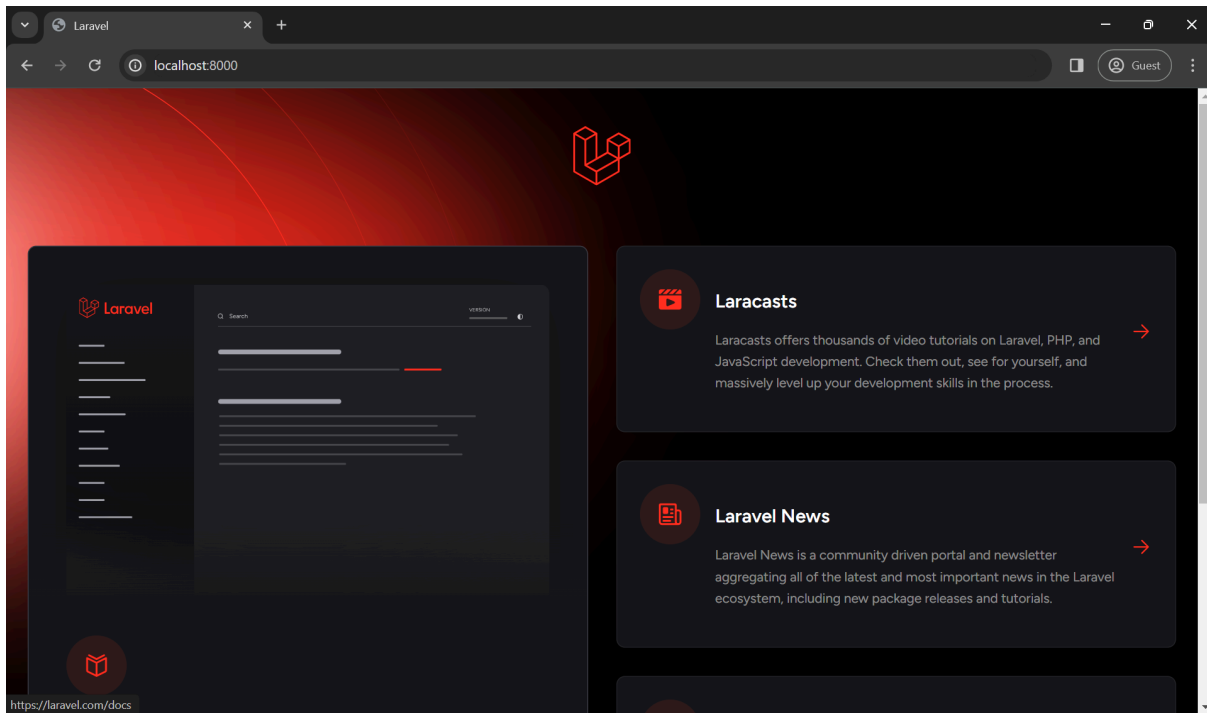 Laravel
localhost:8000
Guest
Laravel
Search
VERSION
Laracasts
Laracasts offers thousands of video tutorials on Laravel, PHP, and
JavaScript development. Check them out, see for yourself, and
massively level up your development skills in the process.
Laravel News
Laravel News is a community driven portal and newsletter
aggregating all of the latest and most important news in the Laravel
ecosystem, including new package releases and tutorials.
https://laravel.com/docs